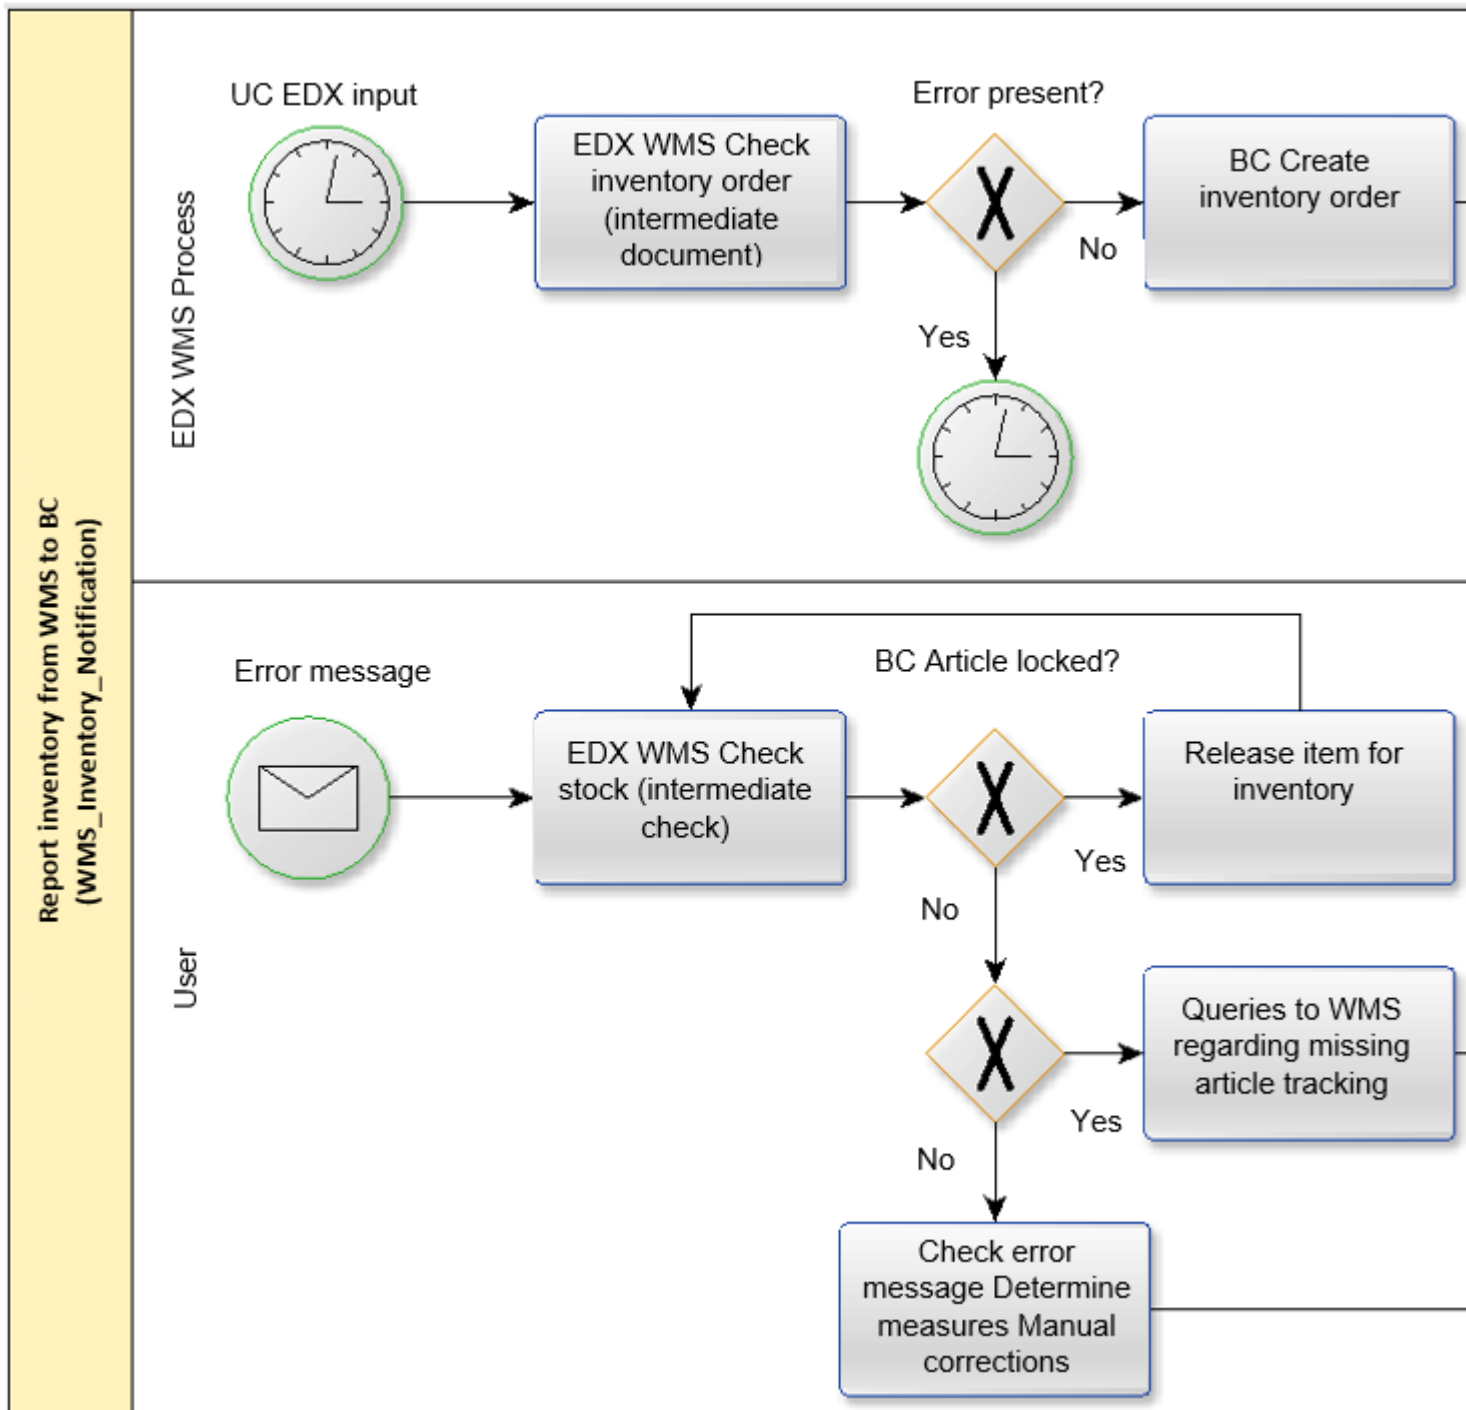 Report inventory from WMS to BC
(WMS_Inventory_Notification)
EDX WMS Process
UC EDX input
EDX WMS Check
inventory order
(intermediate
document)
Error present?
No
Yes
BC Create
inventory order
User
Error message
EDX WMS Check
stock (intermediate
check)
BC Article locked?
Yes
No
Release item for
inventory
Yes
No
Queries to WMS
regarding missing
article tracking
Check error
message Determine
measures Manual
corrections